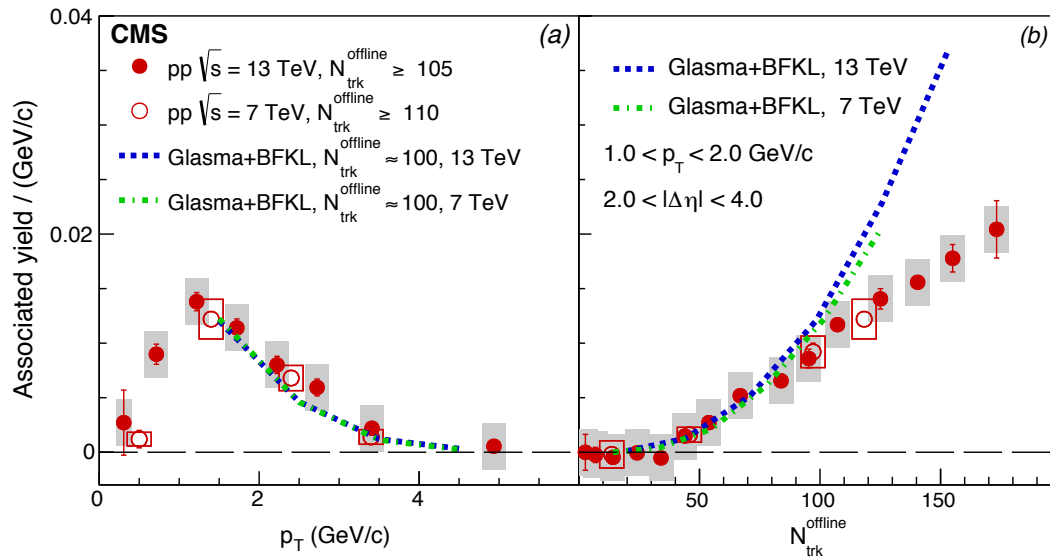 0.04
0.02
0
Associated yield / (GeV/c)
CMS
(a)
pp √s = 13 TeV, N_trk^offline ≥ 105
pp √s = 7 TeV, N_trk^offline ≥ 110
Glasma+BFKL, N_trk^offline ≈ 100, 13 TeV
Glasma+BFKL, N_trk^offline ≈ 100, 7 TeV
0 2 4
p_T (GeV/c)
(b)
Glasma+BFKL, 13 TeV
Glasma+BFKL, 7 TeV
1.0 < p_T < 2.0 GeV/c
2.0 < |Δη| < 4.0
50 100 150
N_trk^offline